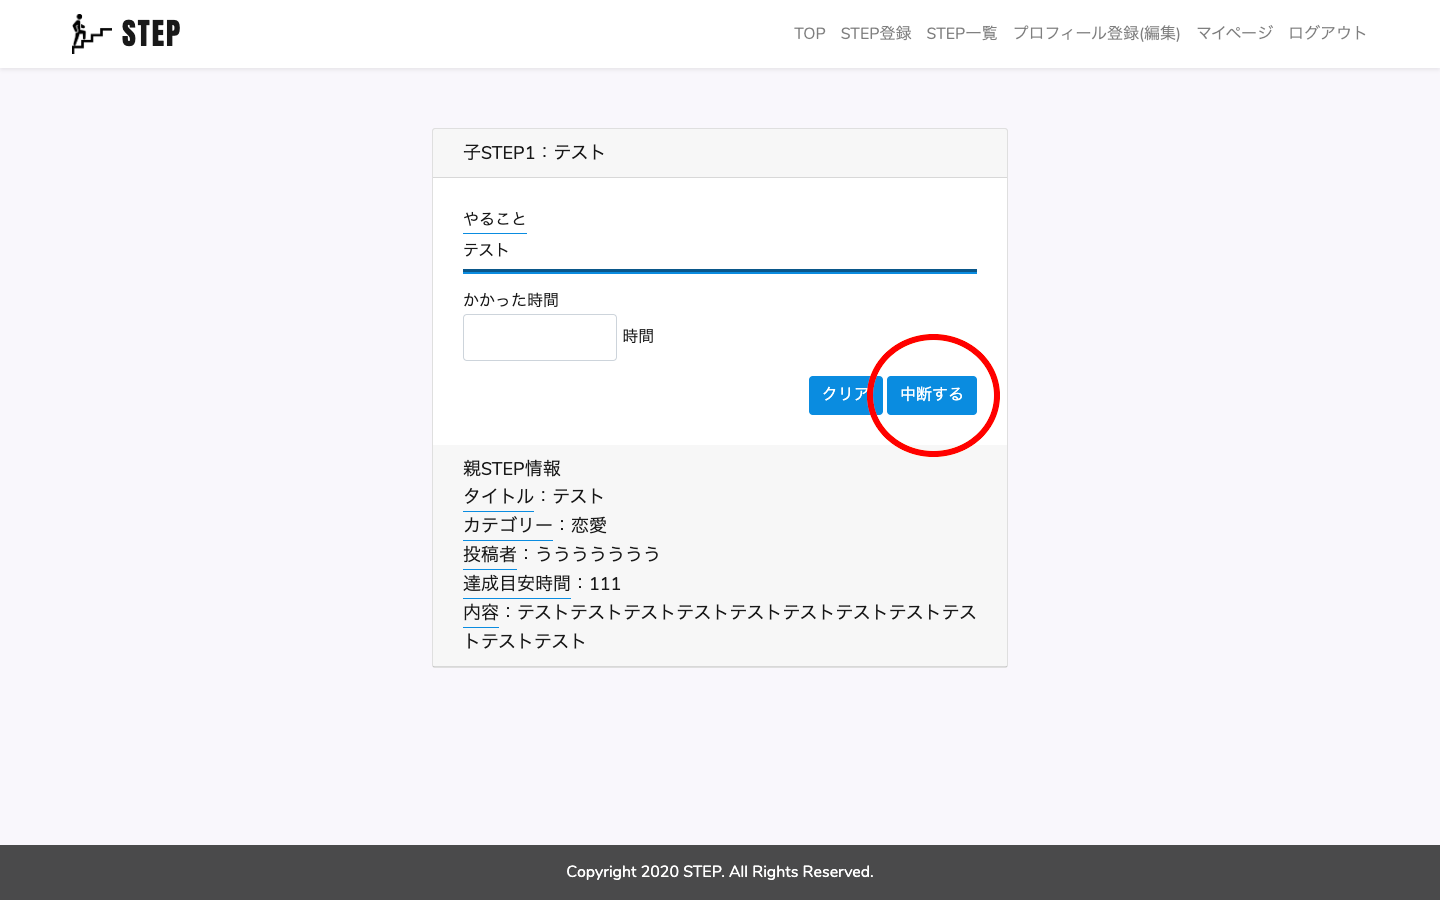 STEP
TOP STEP登録 STEP一覧 プロフィール登録(編集) マイページ ログアウト
子STEP1：テスト
やること
テスト
かかった時間
時間
クリア 中断する
親STEP情報
タイトル：テスト
カテゴリー：恋愛
投稿者：ううううううう
達成目安時間：111
内容：テストテストテストテストテストテストテストテストテス
トテストテスト
Copyright 2020 STEP. All Rights Reserved.